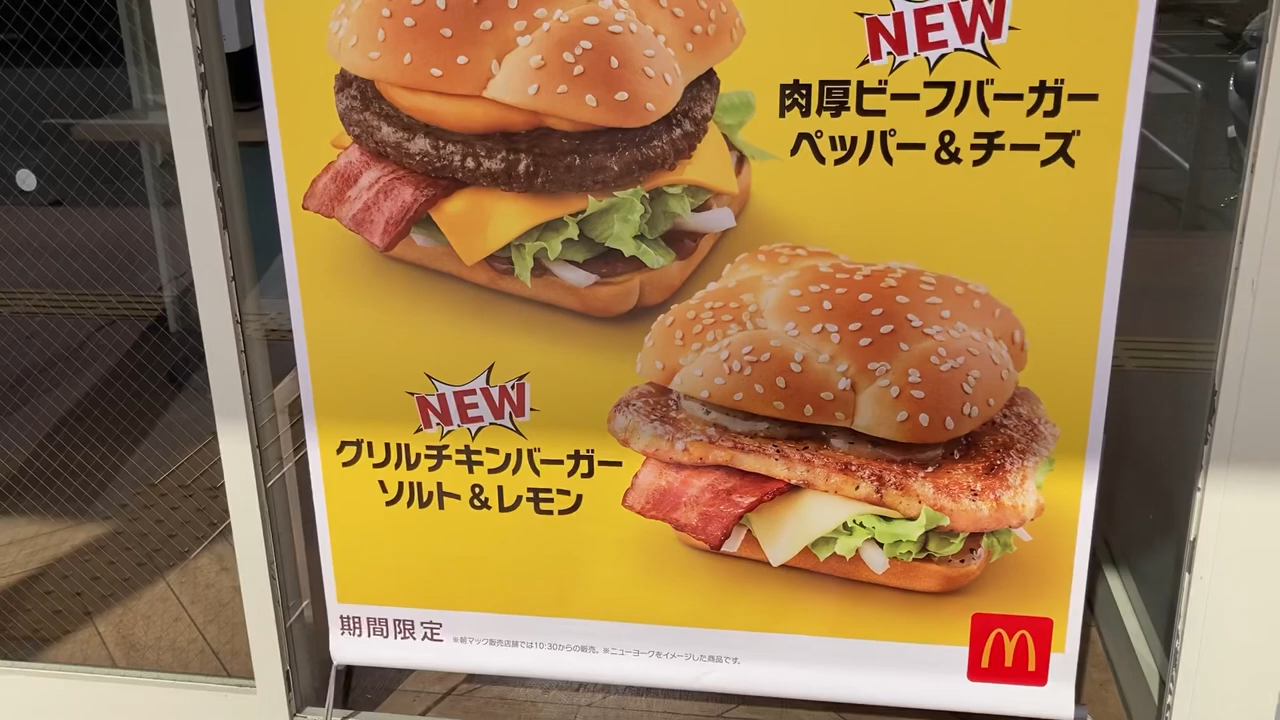 NEW
肉厚ビーフバーガー
ペッパー＆チーズ
NEW
グリルチキンバーガー
ソルト＆レモン
期間限定
※朝マック販売店舗では10:30からの販売。※ニューヨークをイメージした商品です。